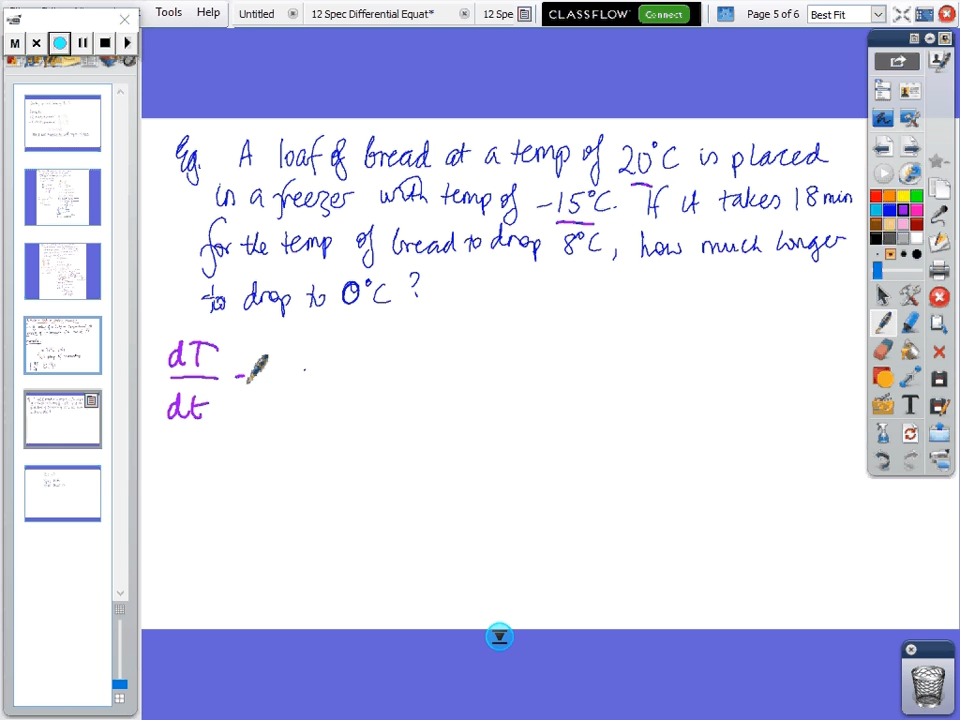 Tools Help Untitled 12 Spec Differential Equat* 12 Spe CLASSFLOW Connect Page 5 of 6 Best Fit
M
Eg. A loaf of bread at a temp of 20°C is placed
in a freezer with temp of -15°C. If it takes 18 min
for the temp of bread to drop 8°C, how much longer
to drop to 0°C?
dT
dt
T